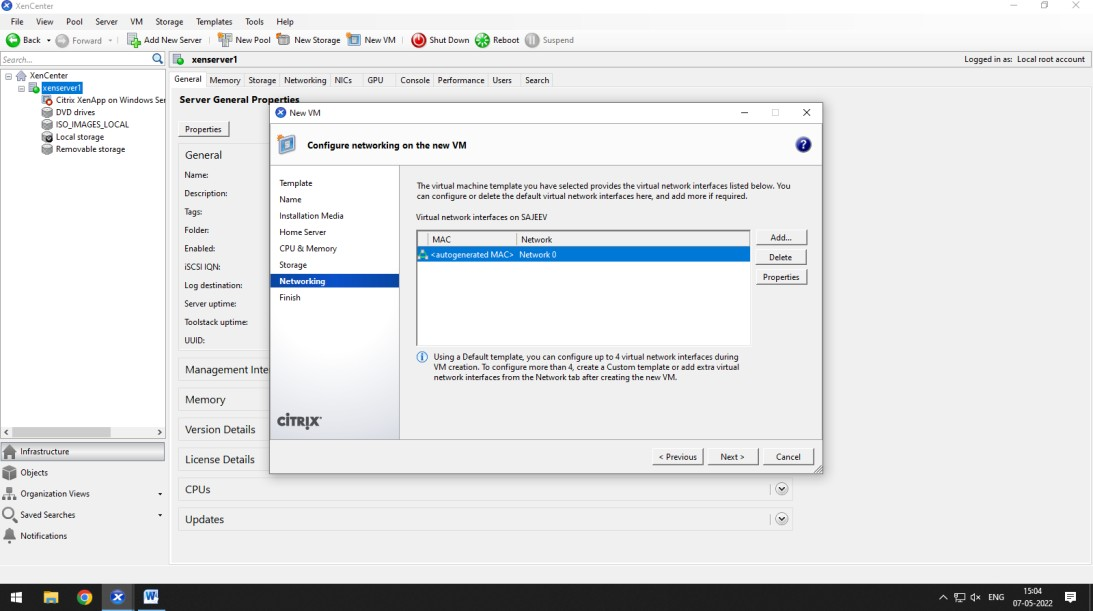 XenCenter
File View Pool Server VM Storage Templates Tools Help
Back Forward Add New Server New Pool New Storage New VM Shut Down Reboot Suspend
Search...
xenserver1
Logged in as: Local root account
XenCenter
xenserver1
Citrix XenApp on Windows Ser
DVD drives
ISO_IMAGES_LOCAL
Local storage
Removable storage
General Memory Storage Networking NICs GPU Console Performance Users Search
Server General Properties
Properties
General
Name:
Description:
Tags:
Folder:
Enabled:
iSCSI IQN:
Log destination:
Server uptime:
Toolstack uptime:
UUID:
Management Inte
Memory
Version Details
License Details
CPUs
Updates
New VM
Configure networking on the new VM
?
Template
Name
Installation Media
Home Server
CPU & Memory
Storage
Networking
Finish
CITRIX
The virtual machine template you have selected provides the virtual network interfaces listed below. You
can configure or delete the default virtual network interfaces here, and add more if required.
Virtual network interfaces on SAJEEV
MAC Network
<autogenerated MAC> Network 0
Add...
Delete
Properties
Using a Default template, you can configure up to 4 virtual network interfaces during
VM creation. To configure more than 4, create a Custom template or add extra virtual
network interfaces from the Network tab after creating the new VM.
< Previous Next > Cancel
Infrastructure
Objects
Organization Views
Saved Searches
Notifications
ENG
15:04
07-05-2022